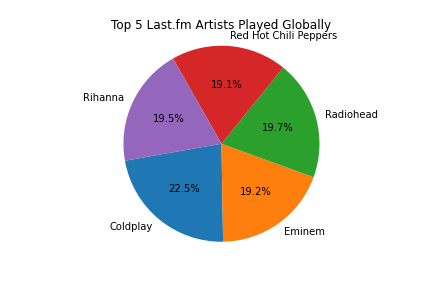 Top 5 Last.fm Artists Played Globally
Red Hot Chili Peppers
19.1%
Rihanna
19.5%
Radiohead
19.7%
22.5%
19.2%
Coldplay
Eminem